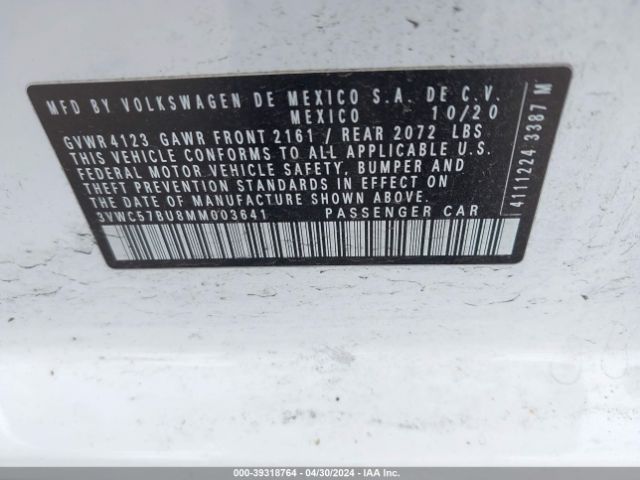 MFD BY VOLKSWAGEN DE MEXICO S.A. DE C.V.
MEXICO 10/20
GVWR 4123 GAWR FRONT 2161 / REAR 2072 LBS
THIS VEHICLE CONFORMS TO ALL APPLICABLE U.S.
FEDERAL MOTOR VEHICLE SAFETY, BUMPER AND
THEFT PREVENTION STANDARDS IN EFFECT ON
THE DATE OF MANUFACTURE SHOWN ABOVE.
3VWC57BU8MM003641 PASSENGER CAR
4111224 3387 M
000-39318764 - 04/30/2024 - IAA Inc.